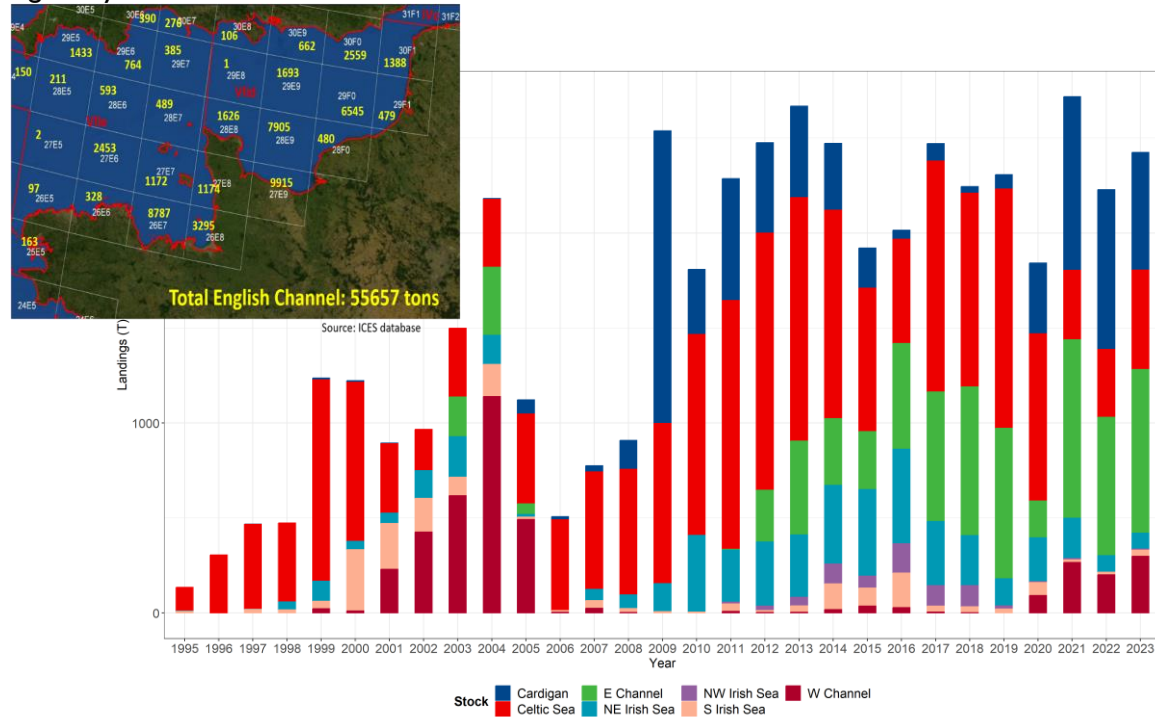 30E5 30E6 390 276 30E7 30E8 31F1 31F2
29E4 29E5 106 30E9 30F0
1433 29E6 385 662 2559 30F1
764 29E7 1 1388
150 211 29E8 1693
28E5 593 29E9 29F0
28E6 489 VIId 6545 29F1
28E7 1626 479
2 28E8 7905
27E5 2453 28E9 480
27E6 28F0
27E7
97 1172 1174 27E8 9915
26E5 328 27E9
26E6 8787
26E7 3295
163 26E8
25E5
Total English Channel: 55657 tons
24E5
Source: ICES database
Landings (T)
1000
0
1995 1996 1997 1998 1999 2000 2001 2002 2003 2004 2005 2006 2007 2008 2009 2010 2011 2012 2013 2014 2015 2016 2017 2018 2019 2020 2021 2022 2023
Year
Stock
Cardigan E Channel NW Irish Sea W Channel
Celtic Sea NE Irish Sea S Irish Sea